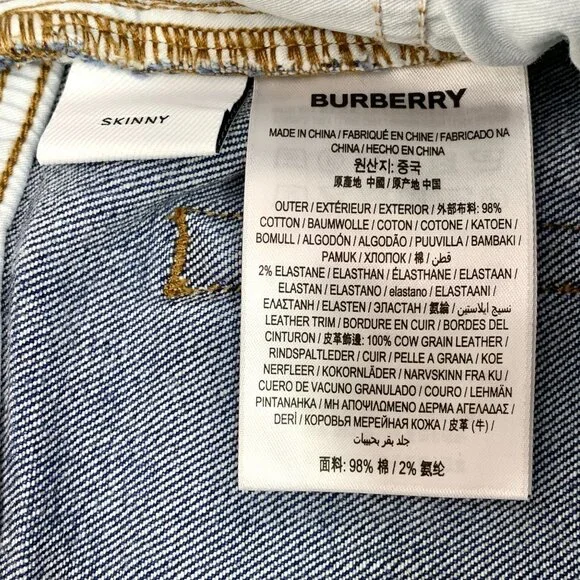 SKINNY
BURBERRY
MADE IN CHINA / FABRIQUÉ EN CHINE / FABRICADO NA
CHINA / HECHO EN CHINA
원산지: 중국
原產地 中國 / 原产地 中国
OUTER / EXTÉRIEUR / EXTERIOR / 外部布料: 98%
COTTON / BAUMWOLLE / COTON / COTONE / KATOEN /
BOMULL / ALGODÓN / ALGODÃO / PUUVILLA / BAMBAKI /
PAMUK / ХЛОПОК / 棉 / قطن /
2% ELASTANE / ELASTHAN / ÉLASTHANE / ELASTAAN /
ELASTAN / ELASTANO / elastano / ELASTAANI /
ΕΛΑΣΤΑΝΗ / ELASTEN / ЭЛАСТАН / 氨綸 / نسيج ايلاستين /
LEATHER TRIM / BORDURE EN CUIR / BORDES DEL
CINTURON / 皮革飾邊: 100% COW GRAIN LEATHER /
RINDSPALTLEDER / CUIR / PELLE A GRANA / KOE
NERFLEER / KOKORNLÄDER / NARVSKINN FRA KU /
CUERO DE VACUNO GRANULADO / COURO / LEHMÄN
PINTANAHKA / ΜΗ ΑΠΟΨΙΛΩΜΕΝΟ ΔΕΡΜΑ ΑΓΕΛΑΔΑΣ /
DERİ / КОРОВЬЯ МЕРЕЙНАЯ КОЖА / 皮革 (牛) /
جلد بقر بحبيبات
面料: 98% 棉 / 2% 氨纶